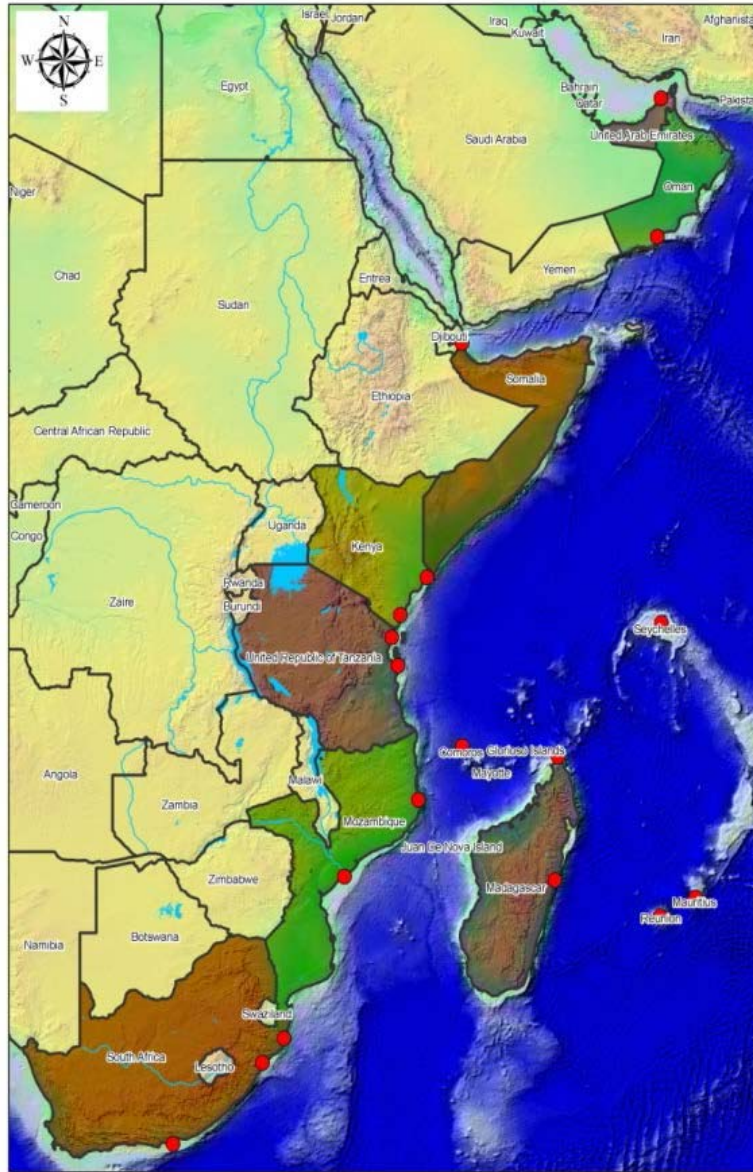 N
W E
S
Israel
Jordan
Iraq
Kuwait
Iran
Afghanista
Egypt
Bahrain
Qatar
Pakista
United Arab Emirates
Saudi Arabia
Niger
Oman
Chad
Sudan
Eritrea
Yemen
Djibouti
Ethiopia
Somalia
Central African Republic
Cameroon
Congo
Uganda
Kenya
Rwanda
Burundi
Zaire
United Republic of Tanzania
Seychelles
Angola
Zambia
Malawi
Comoros
Glorioso Islands
Mayotte
Mozambique
Juan De Nova Island
Zimbabwe
Madagascar
Mauritius
Reunion
Namibia
Botswana
Swaziland
South Africa
Lesotho